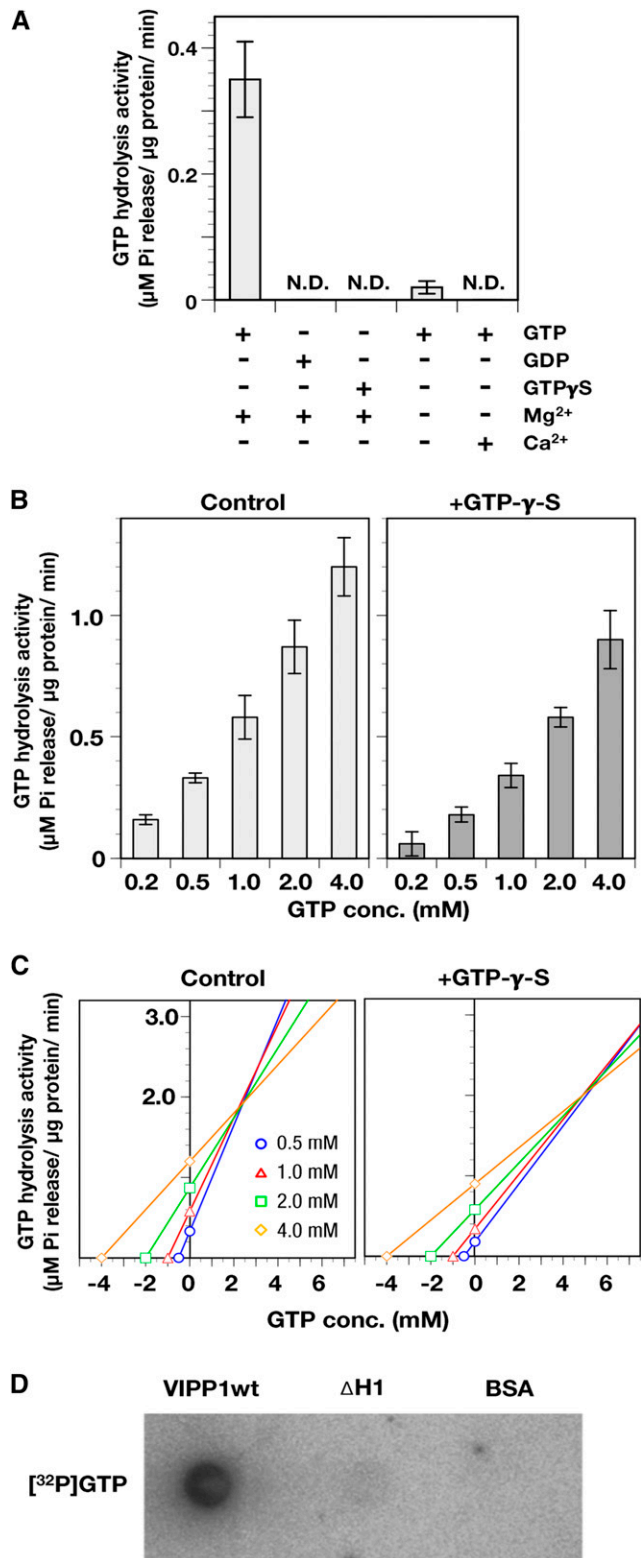 A
GTP hydrolysis activity
(µM Pi release/ µg protein/ min)
0.4
0.2
0
N.D. N.D. N.D.
+ - - + + GTP
- + - - - GDP
- - + - - GTPγS
+ + + - - Mg²⁺
- - - - + Ca²⁺
B
Control +GTP-γ-S
GTP hydrolysis activity
(µM Pi release/ µg protein/ min)
1.0
0.5
0
0.2 0.5 1.0 2.0 4.0 0.2 0.5 1.0 2.0 4.0
GTP conc. (mM)
C
Control +GTP-γ-S
GTP hydrolysis activity
(µM Pi release/ µg protein/ min)
3.0
2.0
0.5 mM
1.0 mM
2.0 mM
4.0 mM
-4 -2 0 2 4 6 -4 -2 0 2 4 6
GTP conc. (mM)
D
VIPP1wt ΔH1 BSA
[³²P]GTP